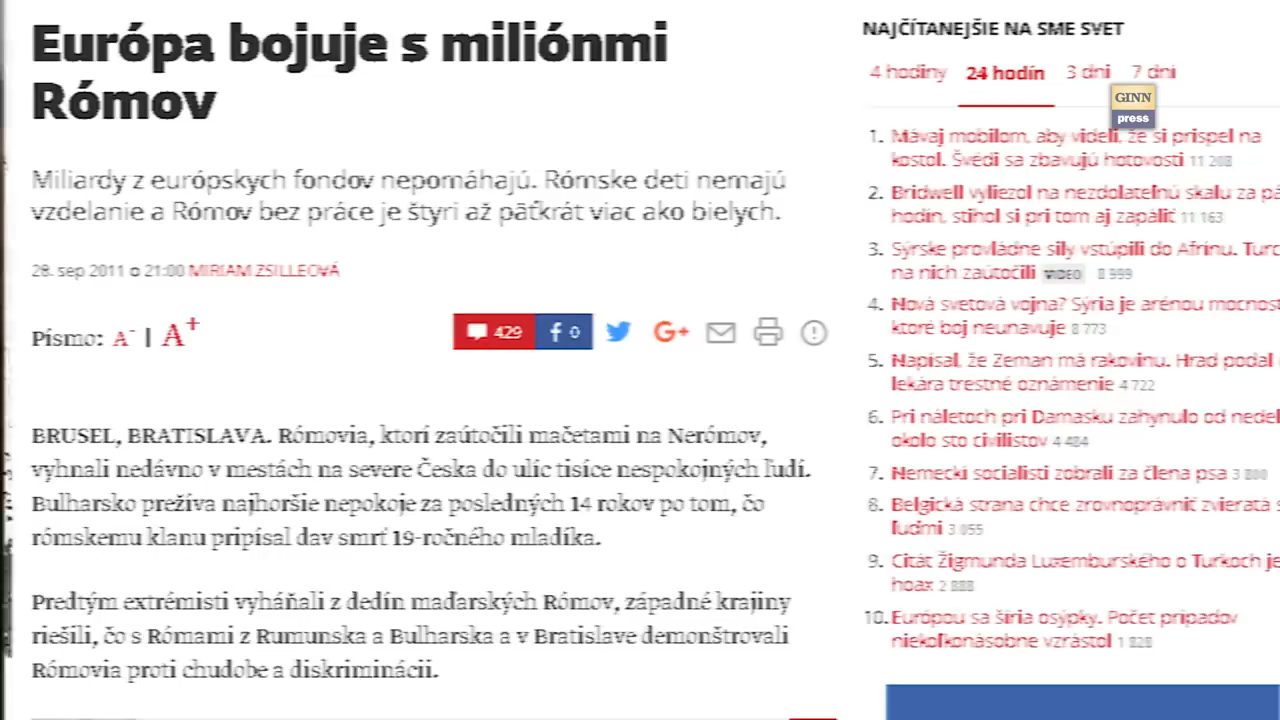 Európa bojuje s miliónmi
Rómov
Miliardy z európskych fondov nepomáhajú. Rómske deti nemajú
vzdelanie a Rómov bez práce je štyri až päťkrát viac ako bielych.
28. sep 2011 o 21:00 MIRIAM ZSILLEOVÁ
Písmo: A- | A+
429
f 0
G+
BRUSEL, BRATISLAVA. Rómovia, ktorí zaútočili mačetami na Nerómov,
vyhnali nedávno v mestách na severe Česka do ulíc tisíce nespokojných ľudí.
Bulharsko prežíva najhoršie nepokoje za posledných 14 rokov po tom, čo
rómskemu klanu pripísal dav smrť 19-ročného mladíka.
Predtým extrémisti vyháňali z dedín maďarských Rómov, západné krajiny
riešili, čo s Rómami z Rumunska a Bulharska a v Bratislave demonštrovali
Rómovia proti chudobe a diskriminácii.
NAJČÍTANEJŠIE NA SME SVET
4 hodiny 24 hodín 3 dni 7 dní
GINN
press
1. Mávaj mobilom, aby videli, že si prispel na
kostol. Švédi sa zbavujú hotovosti 11 208
2. Bridwell vyliezol na nezdolateľnú skalu za pá
hodín, stihol si pri tom aj zapáliť 11 163
3. Sýrske provládne sily vstúpili do Afrínu. Turc
na nich zaútočili VIDEO 8 999
4. Nová svetová vojna? Sýria je arénou mocnost
ktoré boj neunavuje 8 773
5. Napísal, že Zeman má rakovinu. Hrad podal
lekára trestné oznámenie 4 722
6. Pri náletoch pri Damasku zahynulo od nedel
okolo sto civilistov 4 484
7. Nemeckí socialisti zobrali za člena psa 3 800
8. Belgická strana chce zrovnoprávniť zvieratá s
ľuďmi 3 055
9. Citát Žigmunda Luxemburského o Turkoch je
hoax 2 888
10. Európou sa šíria osýpky. Počet prípadov
niekoľkonásobne vzrástol 1 828